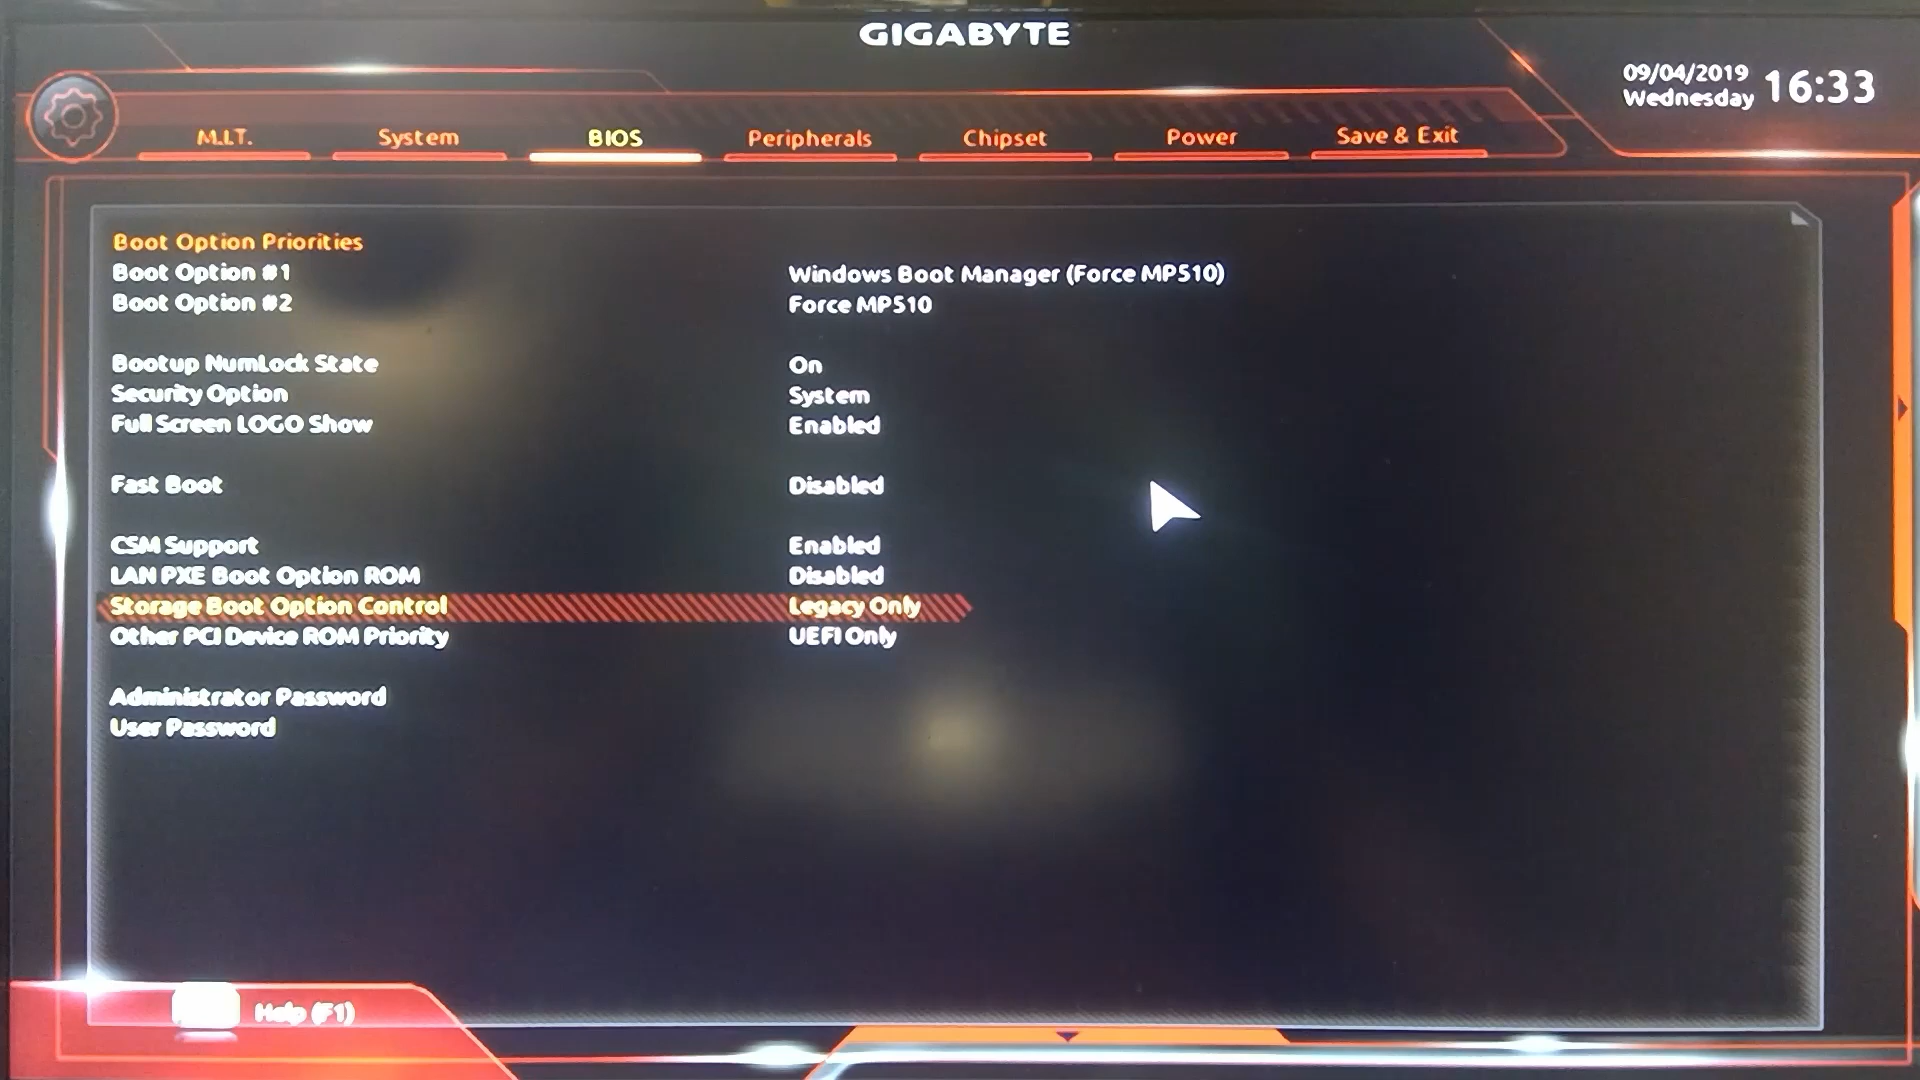 GIGABYTE
09/04/2019
Wednesday
16:33
M.I.T.
System
BIOS
Peripherals
Chipset
Power
Save & Exit
Boot Option Priorities
Boot Option #1 Windows Boot Manager (Force MP510)
Boot Option #2 Force MP510
Bootup NumLock State On
Security Option System
Full Screen LOGO Show Enabled
Fast Boot Disabled
CSM Support Enabled
LAN PXE Boot Option ROM Disabled
Storage Boot Option Control Legacy Only
Other PCI Device ROM Priority UEFI Only
Administrator Password
User Password
Help (F1)